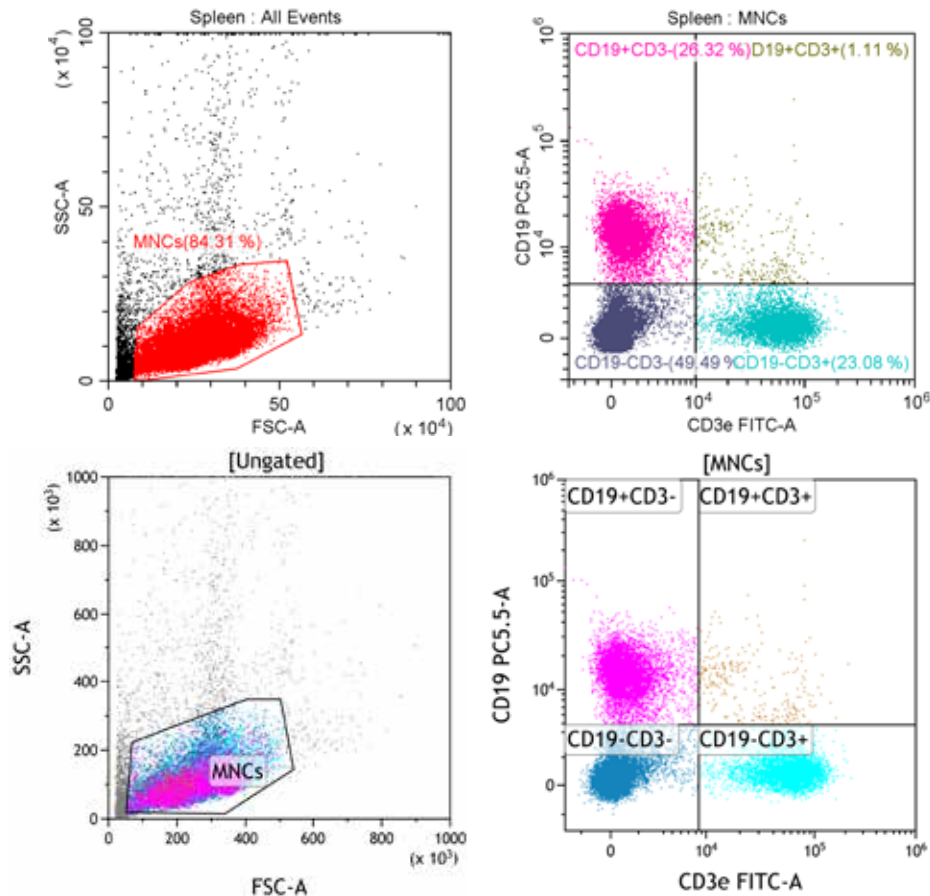 Spleen : All Events
(x 10⁴)
100
50
0
SSC-A
MNCs(84.31 %)
0 50 100
FSC-A
(x 10⁴)
Spleen : MNCs
CD19+CD3-(26.32 %) D19+CD3+(1.11 %)
10⁶
10⁵
10⁴
0
CD19 PC5.5-A
CD19-CD3-(49.49 % CD19-CD3+(23.08 %)
0 10⁴ 10⁵ 10⁶
CD3e FITC-A
[Ungated]
(x 10³)
1000
800
600
400
200
0
SSC-A
MNCs
0 200 400 600 800 1000
(x 10³)
FSC-A
[MNCs]
10⁶
10⁵
10⁴
0
CD19 PC5.5-A
CD19+CD3- CD19+CD3+
CD19-CD3- CD19-CD3+
0 10⁴ 10⁵ 10⁶
CD3e FITC-A